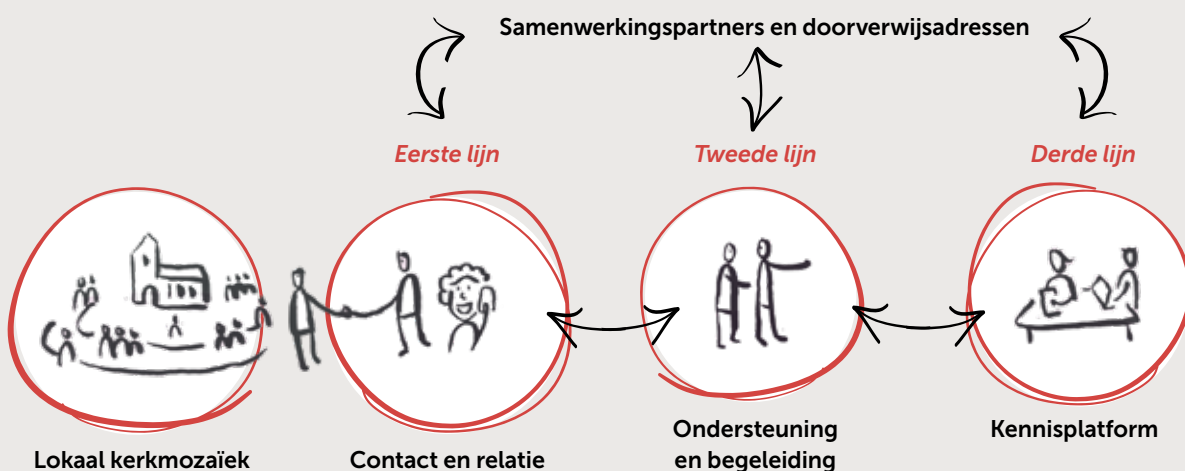 Samenwerkingspartners en doorverwijsadressen
Eerste lijn
Tweede lijn
Derde lijn
Lokaal kerkmozaïek
Contact en relatie
Ondersteuning
en begeleiding
Kennisplatform